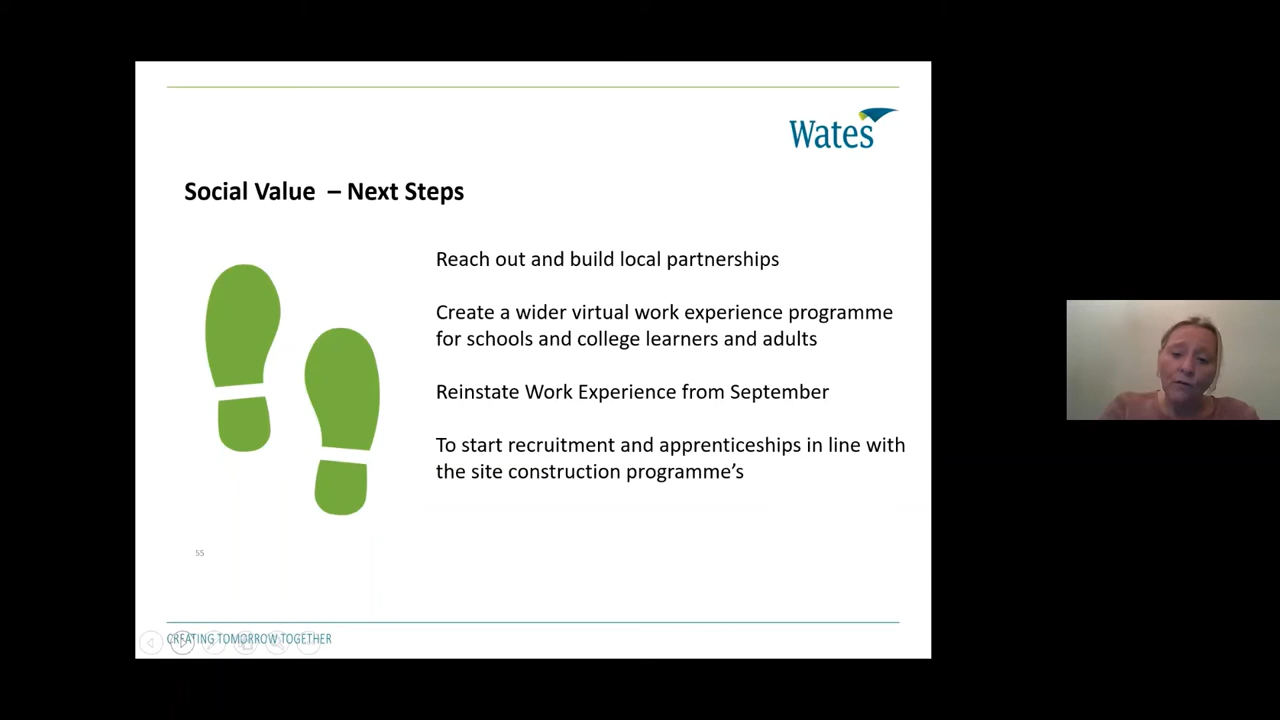 Wates
Social Value – Next Steps
Reach out and build local partnerships
Create a wider virtual work experience programme
for schools and college learners and adults
Reinstate Work Experience from September
To start recruitment and apprenticeships in line with
the site construction programme’s
55
CREATING TOMORROW TOGETHER